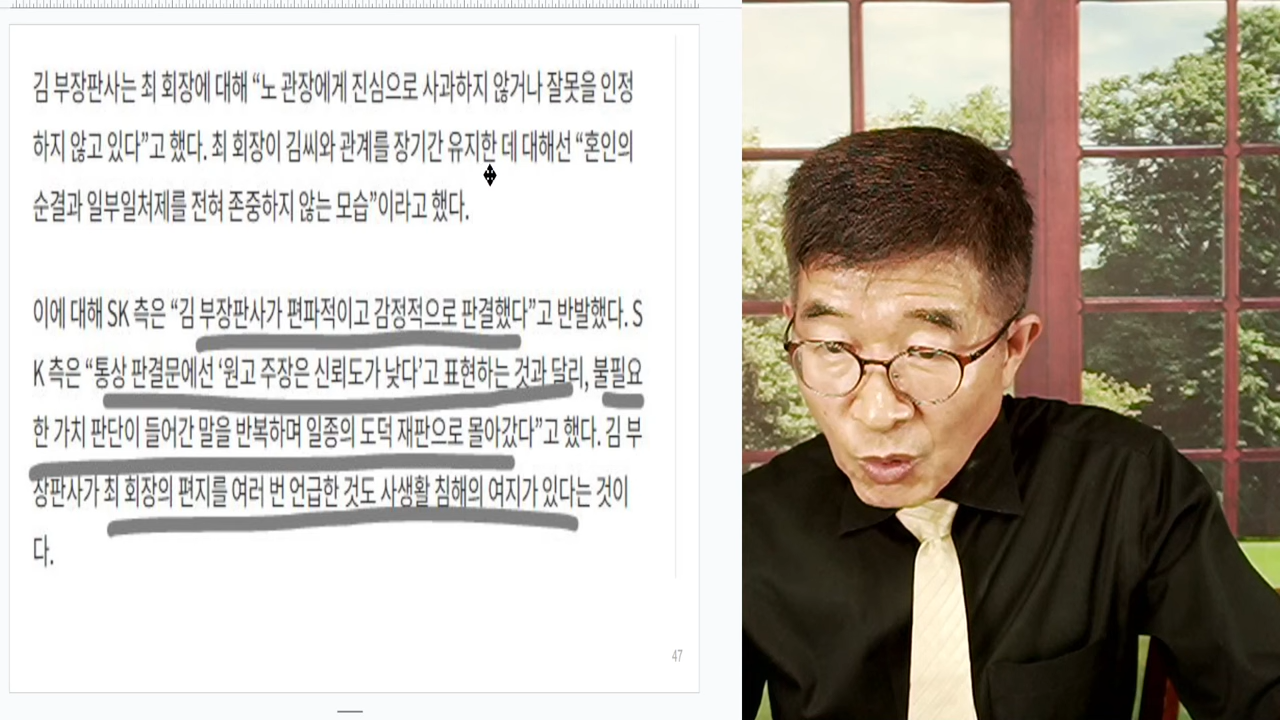 김 부장판사는 최 회장에 대해 “노 관장에게 진심으로 사과하지 않거나 잘못을 인정
하지 않고 있다”고 했다. 최 회장이 김씨와 관계를 장기간 유지한 데 대해선 “혼인의
순결과 일부일처제를 전혀 존중하지 않는 모습”이라고 했다.
이에 대해 SK 측은 “김 부장판사가 편파적이고 감정적으로 판결했다”고 반발했다. S
K 측은 “통상 판결문에선 ‘원고 주장은 신뢰도가 낮다’고 표현하는 것과 달리, 불필요
한 가치 판단이 들어간 말을 반복하며 일종의 도덕 재판으로 몰아갔다”고 했다. 김 부
장판사가 최 회장의 편지를 여러 번 언급한 것도 사생활 침해의 여지가 있다는 것이
다.
47